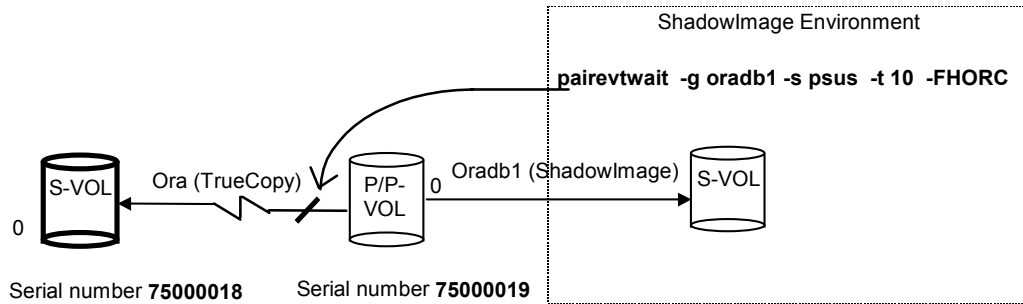 ShadowImage Environment
pairevtwait -g oradb1 -s psus -t 10 -FHORC
S-VOL
Ora (TrueCopy)
P/P-
VOL
0
Oradb1 (ShadowImage)
S-VOL
0
Serial number 75000018
Serial number 75000019